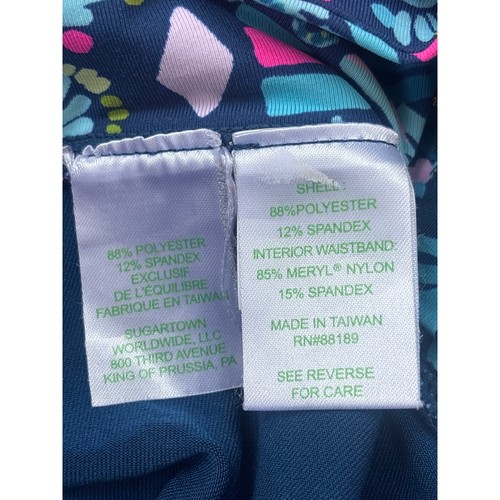 88% POLYESTER
12% SPANDEX
EXCLUSIF
DE L'ÉQUILIBRE
FABRIQUE EN TAIWAN
SUGARTOWN
WORLDWIDE, LLC
800 THIRD AVENUE
KING OF PRUSSIA, PA
SHELL:
88%POLYESTER
12% SPANDEX
INTERIOR WAISTBAND:
85% MERYL® NYLON
15% SPANDEX
MADE IN TAIWAN
RN#88189
SEE REVERSE
FOR CARE